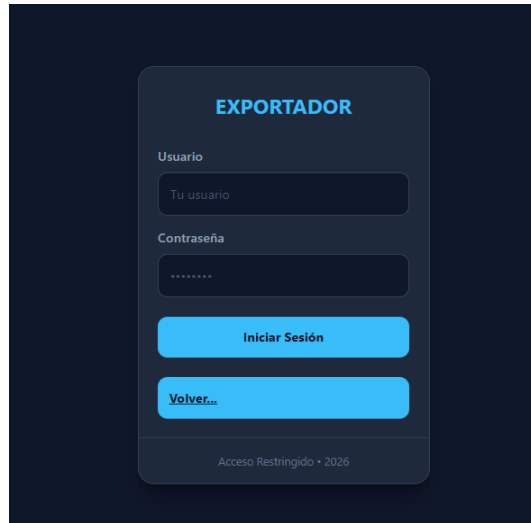 EXPORTADOR
Usuario
Tu usuario
Contraseña
••••••••
Iniciar Sesión
Volver...
Acceso Restringido • 2026